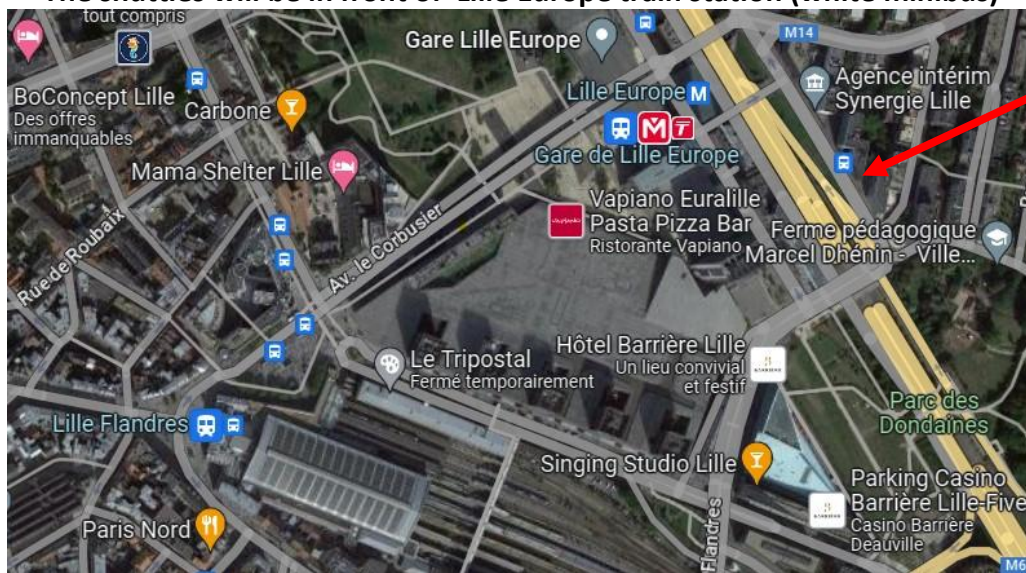 The shuttles will be in front of Lille Europe train station (white minibus)
tout compris
Gare Lille Europe
M14
BoConcept Lille
Des offres
immanquables
Carbone
Lille Europe
M
Agence intérim
Synergie Lille
M T
Gare de Lille Europe
Mama Shelter Lille
Vapiano Euralille
Pasta Pizza Bar
Ristorante Vapiano
Ferme pédagogique
Marcel Dhénin - Ville...
Rue de Roubaix
Av. le Corbusier
Le Tripostal
Fermé temporairement
Hôtel Barrière Lille
Un lieu convivial
et festif
Parc des
Dondaines
Lille Flandres
Singing Studio Lille
Parking Casino
Barrière Lille-Five
Casino Barrière
Deauville
Paris Nord
Flandres
M6